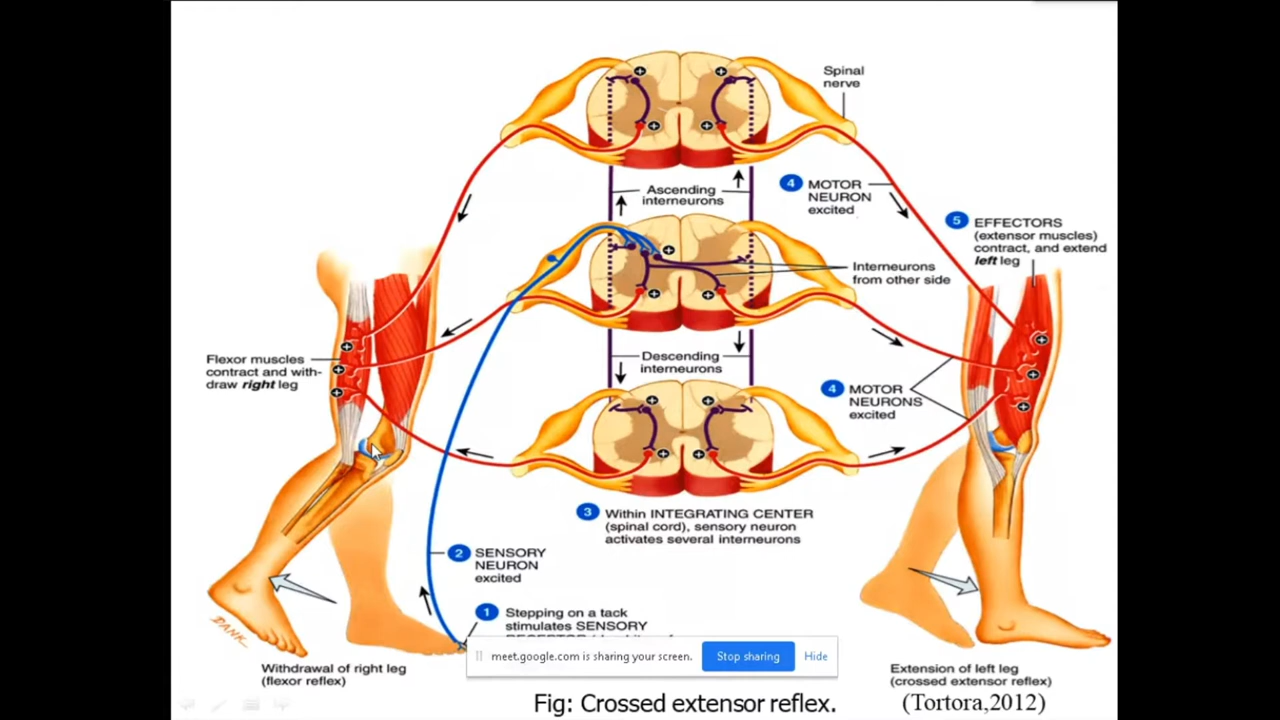 Spinal
nerve
4 MOTOR
NEURON
excited
Ascending
interneurons
5 EFFECTORS
(extensor muscles)
contract, and extend
left leg
Interneurons
from other side
Flexor muscles
contract and with-
draw right leg
Descending
interneurons
4 MOTOR
NEURONS
excited
3 Within INTEGRATING CENTER
(spinal cord), sensory neuron
activates several interneurons
2 SENSORY
NEURON
excited
1 Stepping on a tack
stimulates SENSORY
DANK
meet.google.com is sharing your screen.
Stop sharing
Hide
Withdrawal of right leg
(flexor reflex)
Extension of left leg
(crossed extensor reflex)
Fig: Crossed extensor reflex.
(Tortora,2012)